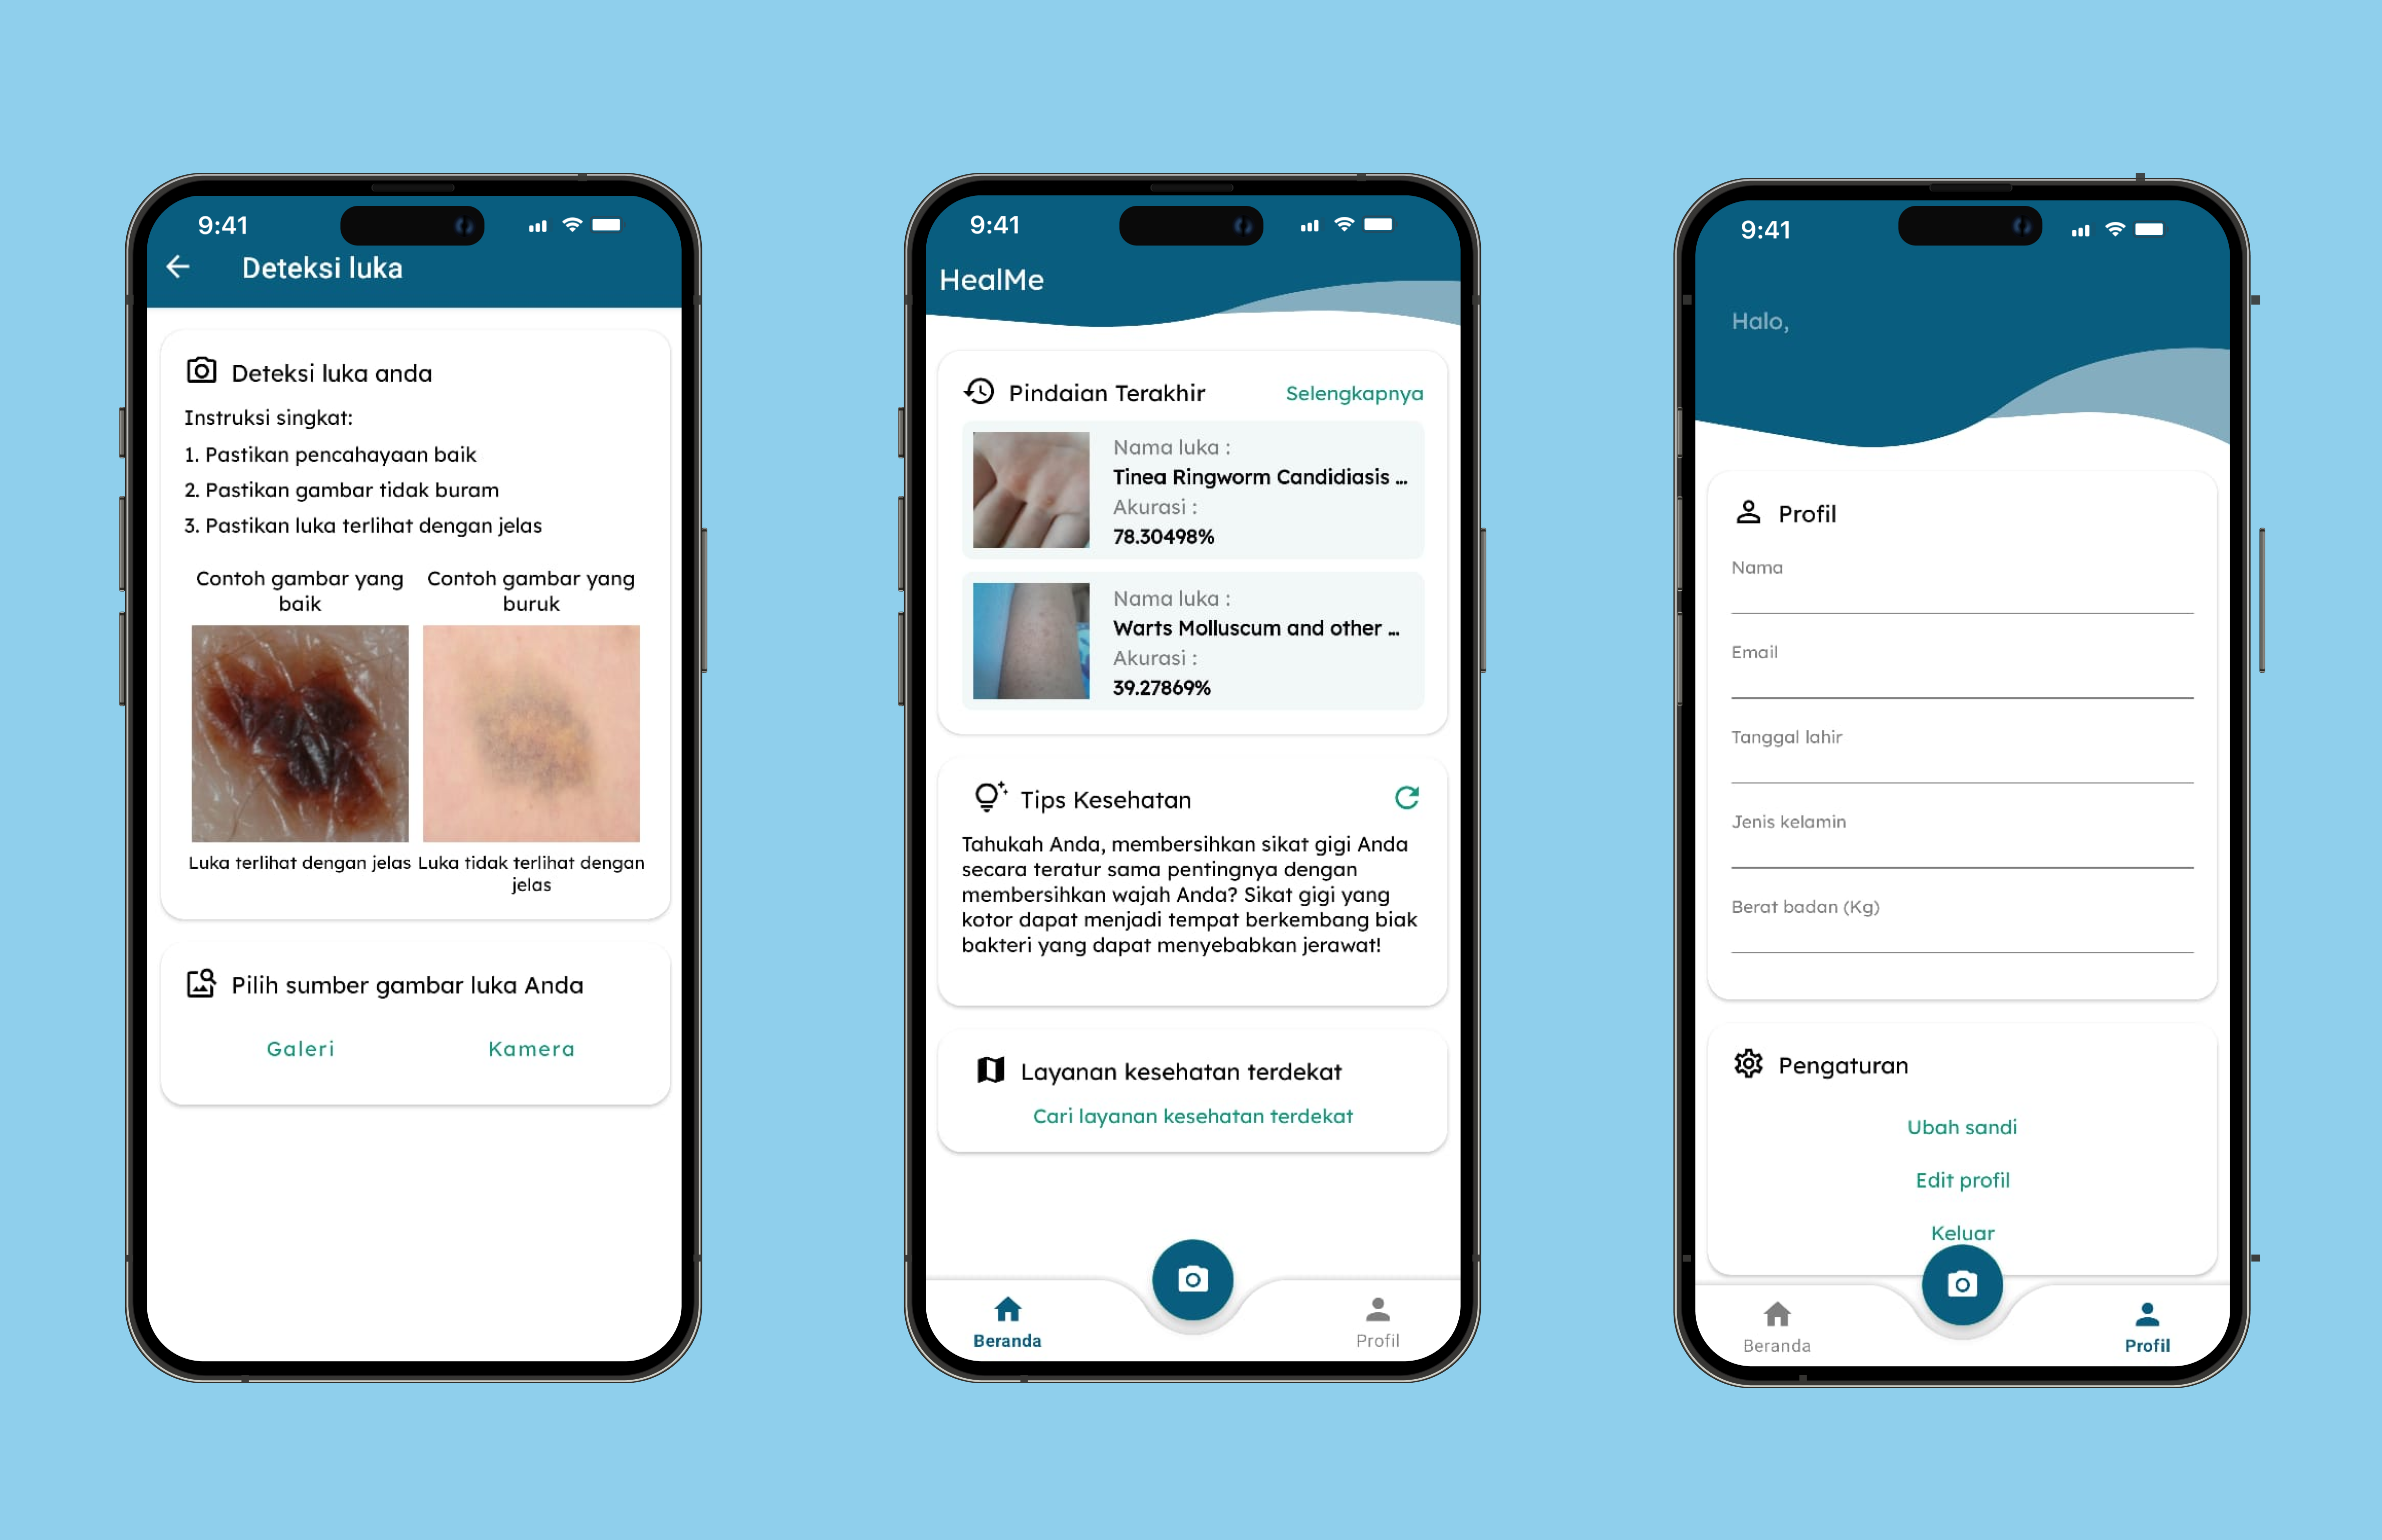 9:41
Deteksi luka
Deteksi luka anda
Instruksi singkat:
1. Pastikan pencahayaan baik
2. Pastikan gambar tidak buram
3. Pastikan luka terlihat dengan jelas
Contoh gambar yang
baik
Contoh gambar yang
buruk
Luka terlihat dengan jelas
Luka tidak terlihat dengan
jelas
Pilih sumber gambar luka Anda
Galeri
Kamera
9:41
HealMe
Pindaian Terakhir
Selengkapnya
Nama luka :
Tinea Ringworm Candidiasis ...
Akurasi :
78.30498%
Nama luka :
Warts Molluscum and other ...
Akurasi :
39.27869%
Tips Kesehatan
Tahukah Anda, membersihkan sikat gigi Anda
secara teratur sama pentingnya dengan
membersihkan wajah Anda? Sikat gigi yang
kotor dapat menjadi tempat berkembang biak
bakteri yang dapat menyebabkan jerawat!
Layanan kesehatan terdekat
Cari layanan kesehatan terdekat
Beranda
Profil
9:41
Halo,
Profil
Nama
Email
Tanggal lahir
Jenis kelamin
Berat badan (Kg)
Pengaturan
Ubah sandi
Edit profil
Keluar
Beranda
Profil